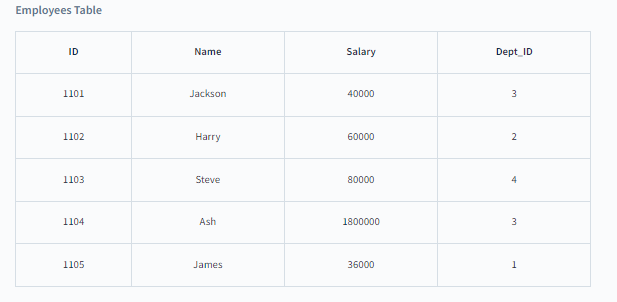 Employees Table
ID Name Salary Dept_ID
1101 Jackson 40000 3
1102 Harry 60000 2
1103 Steve 80000 4
1104 Ash 1800000 3
1105 James 36000 1